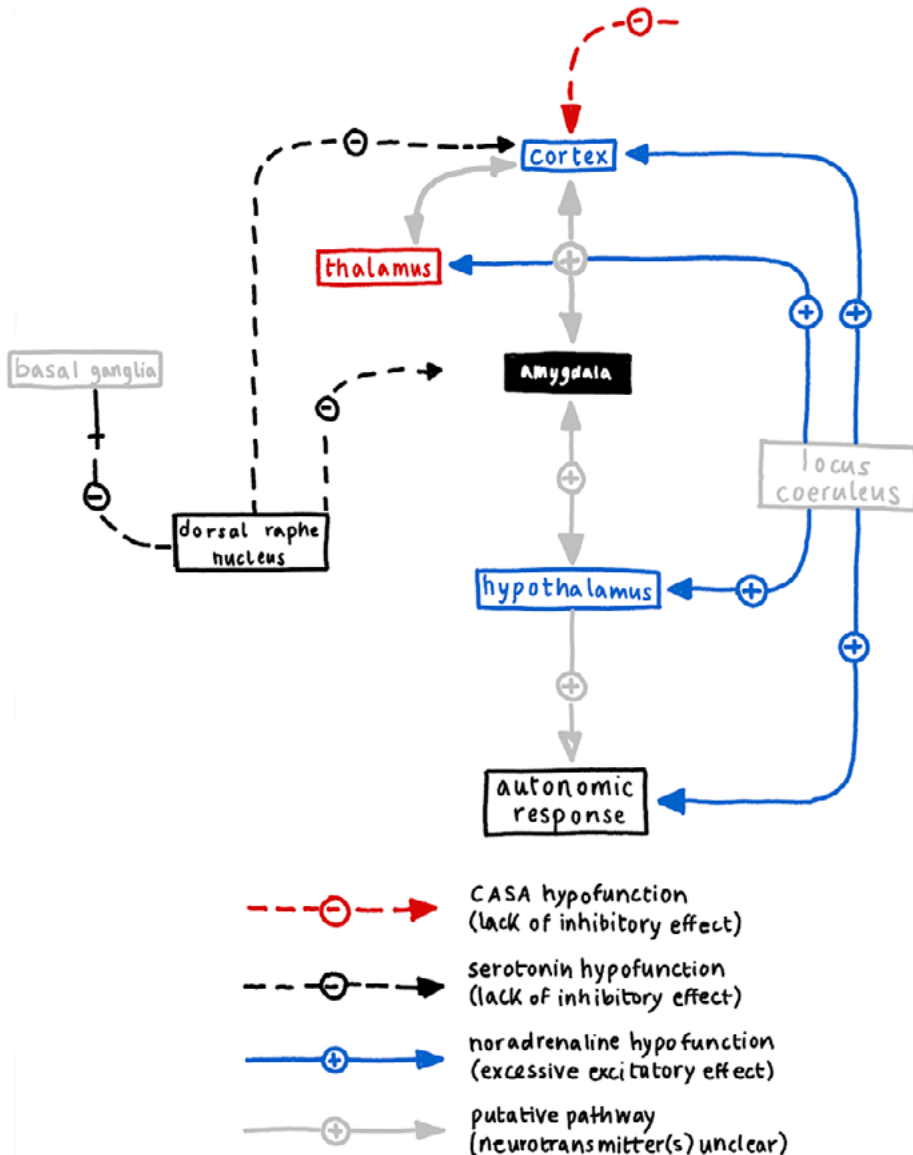 cortex
thalamus
basal ganglia
amygdala
locus
coeruleus
dorsal raphe
nucleus
hypothalamus
autonomic
response
CASA hypofunction
(lack of inhibitory effect)
serotonin hypofunction
(lack of inhibitory effect)
noradrenaline hypofunction
(excessive excitatory effect)
putative pathway
(neurotransmitter(s) unclear)